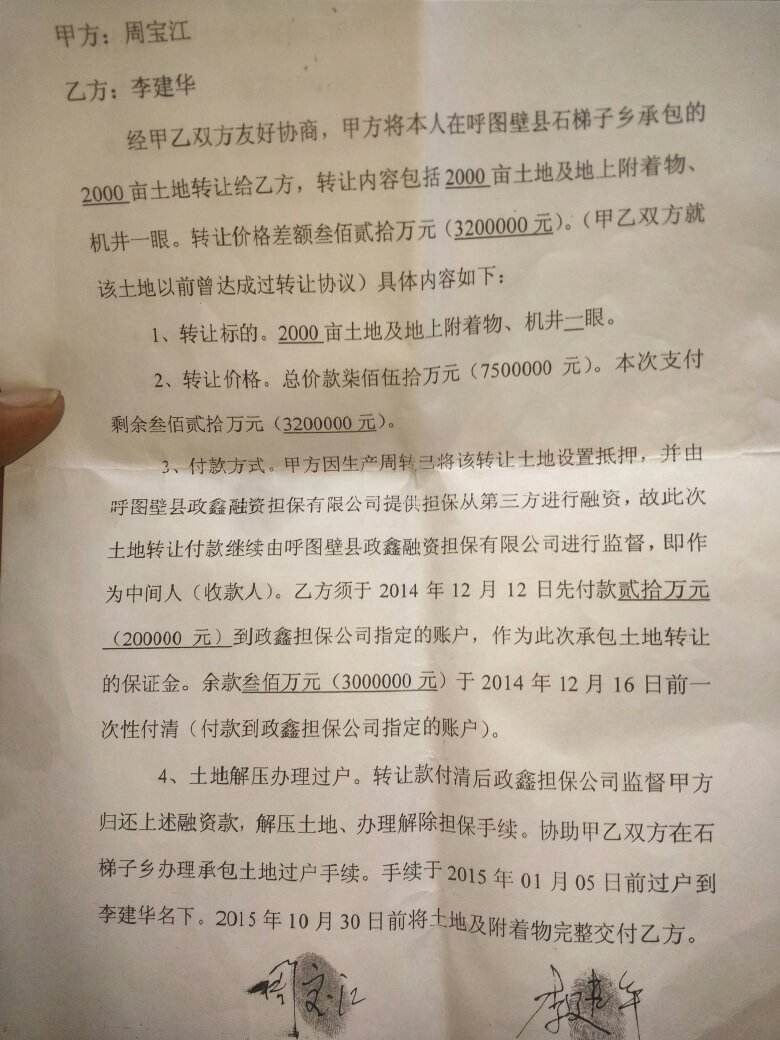 甲方：周宝江
乙方：李建华
经甲乙双方友好协商，甲方将本人在呼图壁县石梯子乡承包的
2000亩土地转让给乙方，转让内容包括2000亩土地及地上附着物、
机井一眼。转让价格差额叁佰贰拾万元（3200000元）。（甲乙双方就
该土地以前曾达成过转让协议）具体内容如下：
1、转让标的。2000亩土地及地上附着物、机井一眼。
2、转让价格。总价款柒佰伍拾万元（7500000 元）。本次支付
剩余叁佰贰拾万元（3200000元）。
3、付款方式。甲方因生产周转已将该转让土地设置抵押，并由
呼图壁县政鑫融资担保有限公司提供担保从第三方进行融资，故此次
土地转让付款继续由呼图壁县政鑫融资担保有限公司进行监督，即作
为中间人（收款人）。乙方须于2014年12月12日先付款贰拾万元
（200000 元）到政鑫担保公司指定的账户，作为此次承包土地转让
的保证金。余款叁佰万元（3000000元）于2014年12月16日前一
次性付清（付款到政鑫担保公司指定的账户）。
4、土地解压办理过户。转让款付清后政鑫担保公司监督甲方
归还上述融资款，解压土地、办理解除担保手续。协助甲乙双方在石
梯子乡办理承包土地过户手续。手续于2015年01月05日前过户到
李建华名下。2015年10月30日前将土地及附着物完整交付乙方。
周宝江 李建华